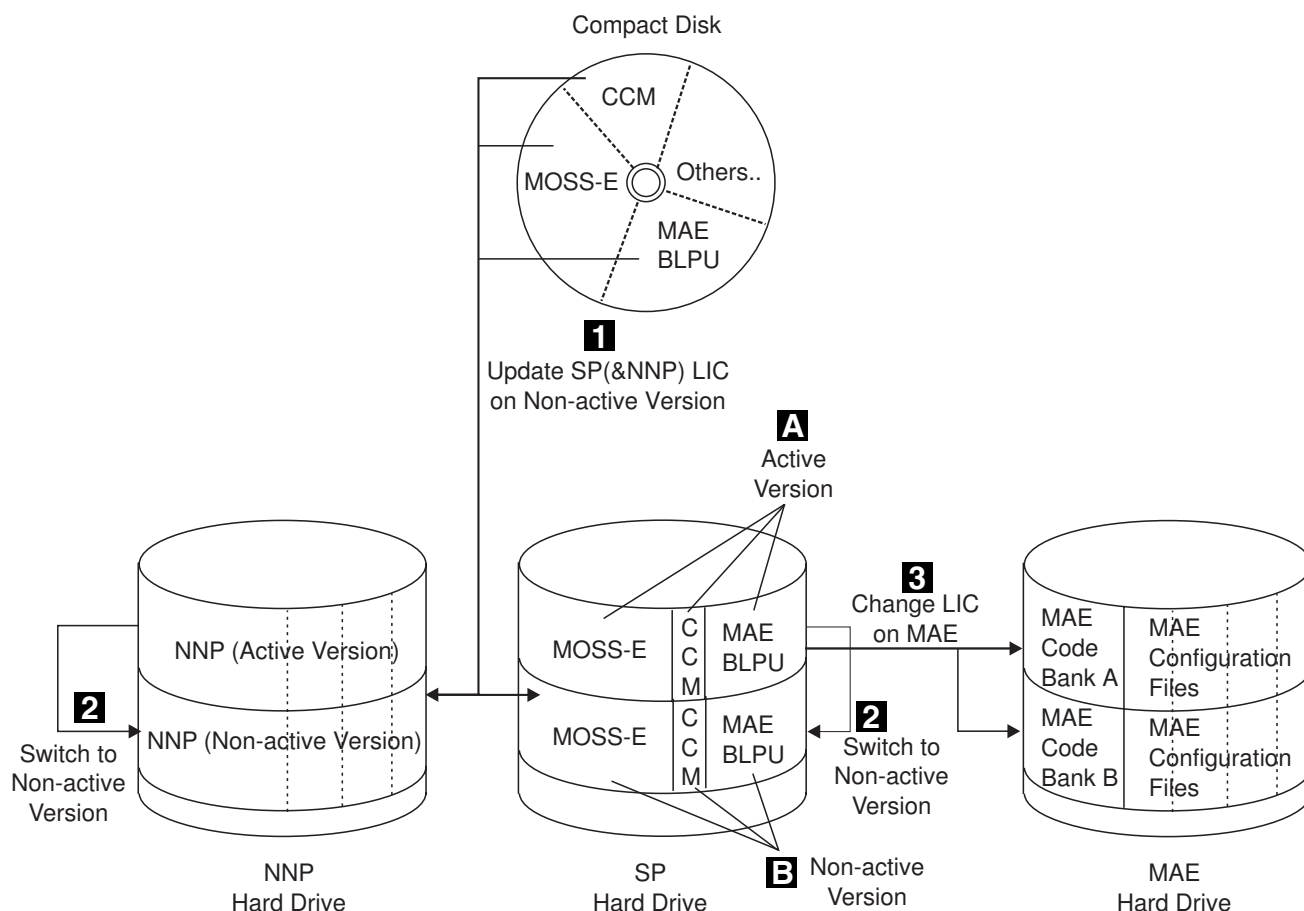 Compact Disk
CCM
MOSS-E
Others..
MAE
BLPU
1
Update SP(&NNP) LIC
on Non-active Version
A
Active
Version
NNP (Active Version)
NNP (Non-active Version)
2
Switch to
Non-active
Version
MOSS-E
C
C
M
MAE
BLPU
MOSS-E
C
C
M
MAE
BLPU
3
Change LIC
on MAE
2
Switch to
Non-active
Version
MAE
Code
Bank A
MAE
Configuration
Files
MAE
Code
Bank B
MAE
Configuration
Files
B
Non-active
Version
NNP
Hard Drive
SP
Hard Drive
MAE
Hard Drive